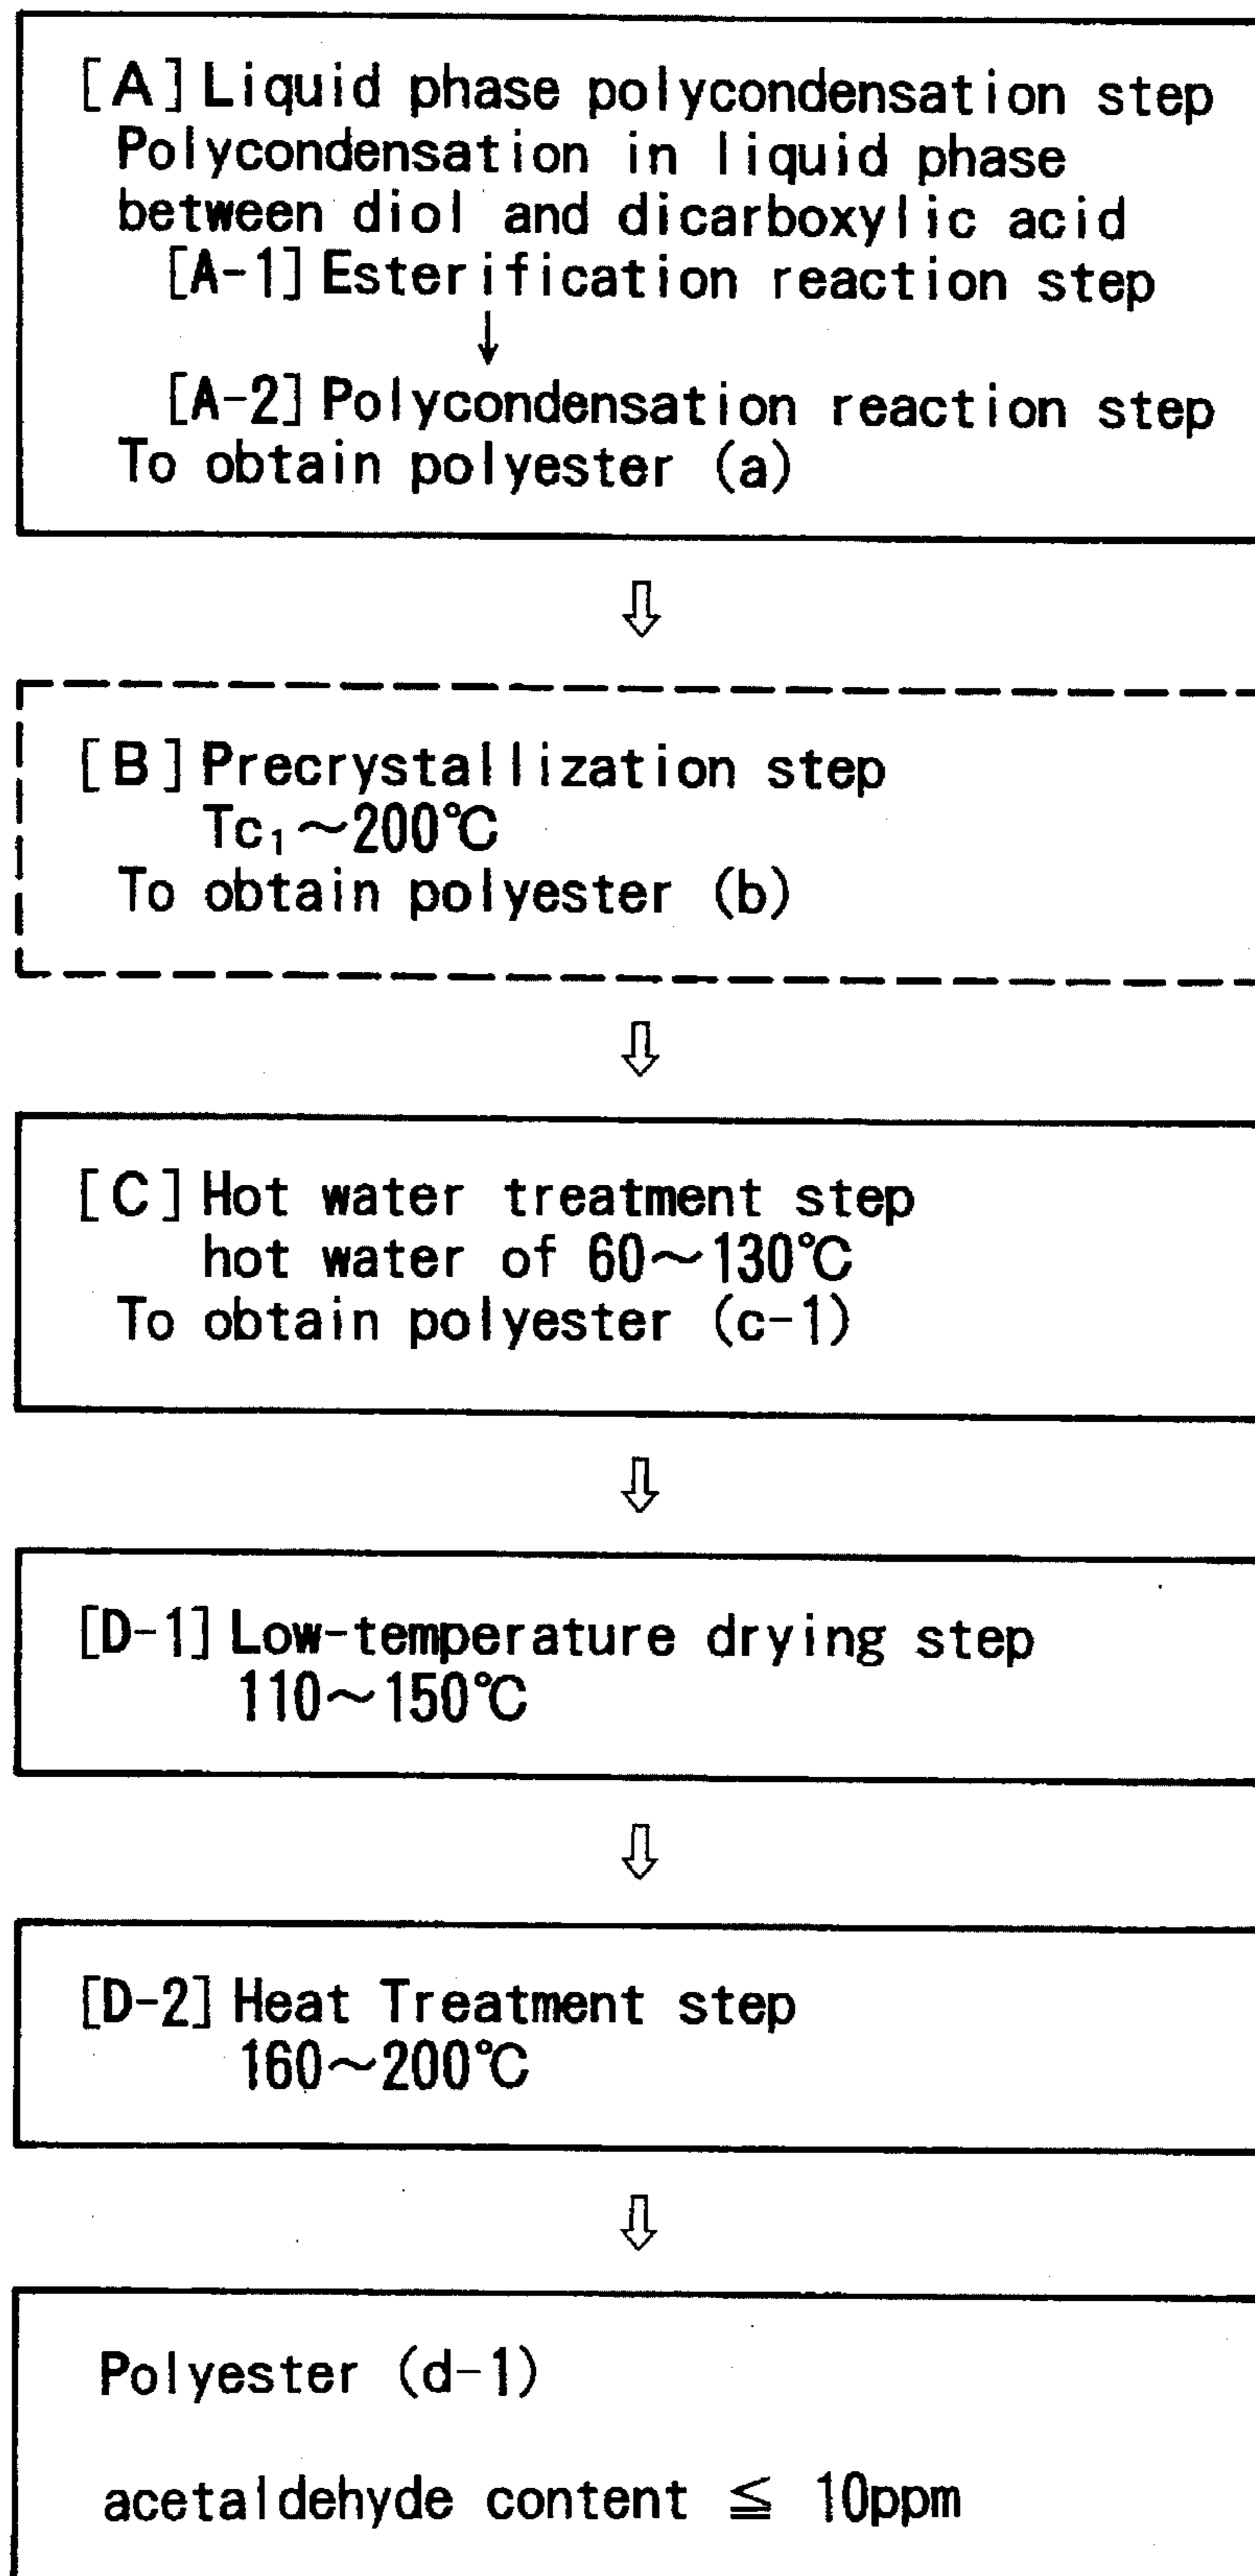 [A] Liquid phase polycondensation step
Polycondensation in liquid phase
between diol and dicarboxylic acid
[A-1] Esterification reaction step
↓
[A-2] Polycondensation reaction step
To obtain polyester (a)
⇩
[B] Precrystallization step
Tc₁～200℃
To obtain polyester (b)
⇩
[C] Hot water treatment step
hot water of 60～130℃
To obtain polyester (c-1)
⇩
[D-1] Low-temperature drying step
110～150℃
⇩
[D-2] Heat Treatment step
160～200℃
⇩
Polyester (d-1)
acetaldehyde content ≦ 10ppm